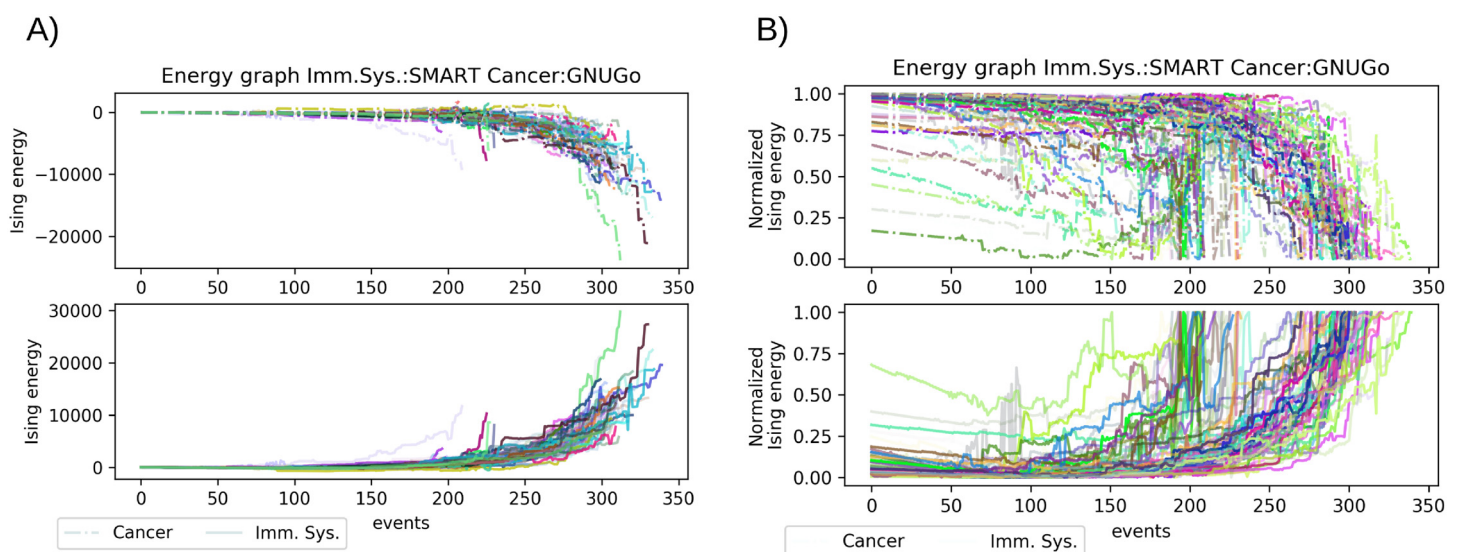 A)
Energy graph Imm.Sys.:SMART Cancer:GNUGo
Ising energy
0
−10000
−20000
0 50 100 150 200 250 300 350
Ising energy
30000
20000
10000
0
0 50 100 150 200 250 300 350
events
Cancer Imm. Sys.
B)
Energy graph Imm.Sys.:SMART Cancer:GNUGo
Normalized
Ising energy
1.00
0.75
0.50
0.25
0.00
0 50 100 150 200 250 300 350
Normalized
Ising energy
1.00
0.75
0.50
0.25
0.00
0 50 100 150 200 250 300 350
events
Cancer Imm. Sys.